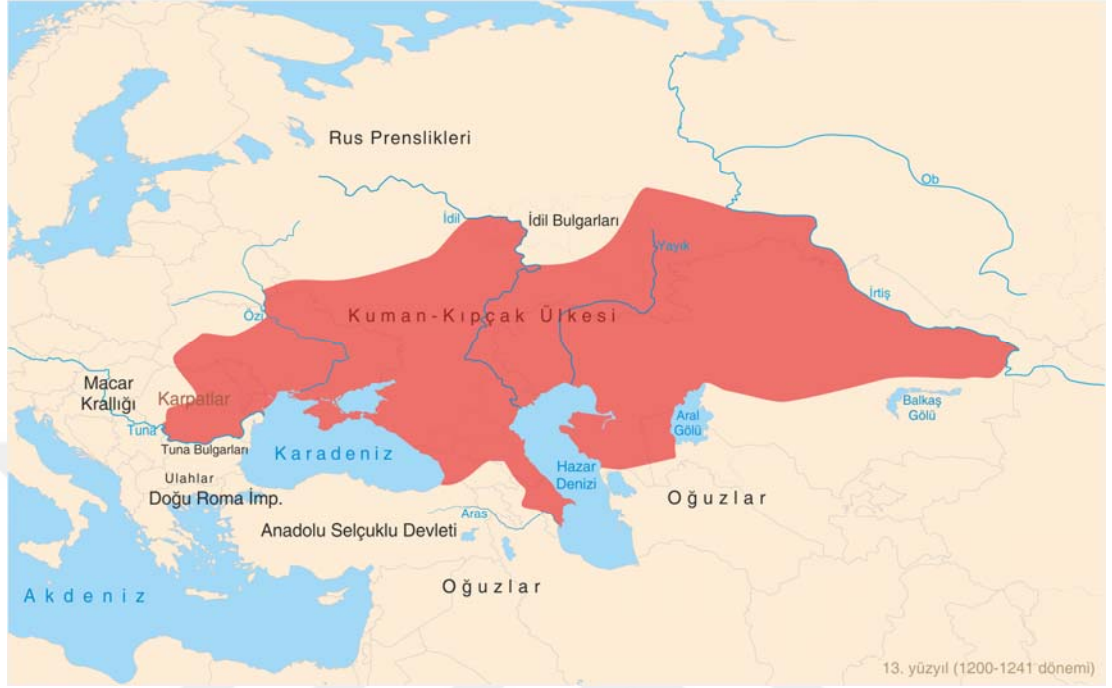 Rus Prenslikleri
Ob
İdil
İdil Bulgarları
Yayık
İrtiş
Özi
Kuman-Kıpçak Ülkesi
Macar
Krallığı
Karpatlar
Balkaş
Gölü
Aral
Gölü
Tuna
Tuna Bulgarları
Karadeniz
Hazar
Denizi
Ulahlar
Doğu Roma İmp.
Oğuzlar
Aras
Anadolu Selçuklu Devleti
Oğuzlar
Akdeniz
13. yüzyıl (1200-1241 dönemi)